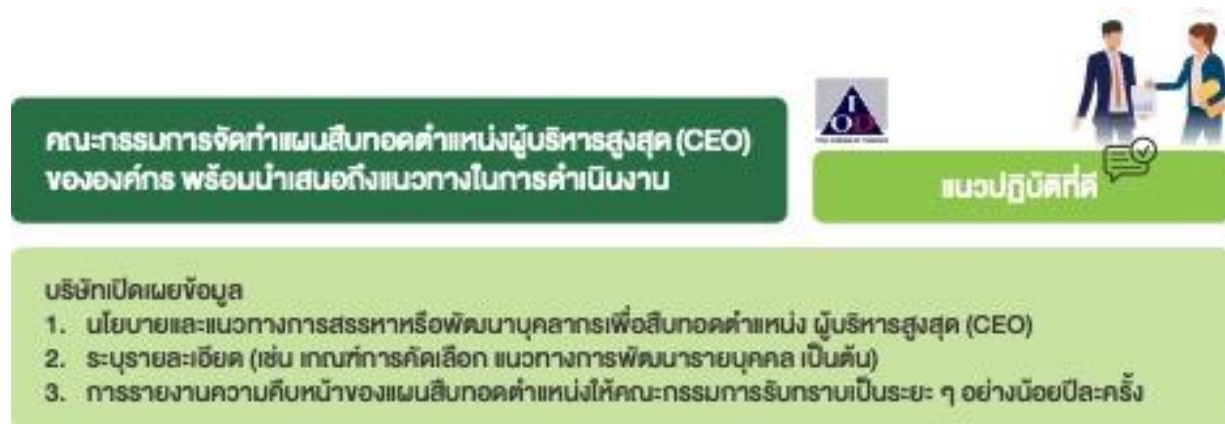 คณะกรรมการจัดทำแผนสืบทอดตำแหน่งผู้บริหารสูงสุด (CEO)
ขององค์กร พร้อมนำเสนอถึงแนวทางในการดำเนินงาน
IOD
แนวปฏิบัติที่ดี
บริษัทเปิดเผยข้อมูล
1. นโยบายและแนวทางการสรรหาหรือพัฒนาบุคลากรเพื่อสืบทอดตำแหน่ง ผู้บริหารสูงสุด (CEO)
2. ระบุรายละเอียด (เช่น เกณฑ์การคัดเลือก แนวทางการพัฒนารายบุคคล เป็นต้น)
3. การรายงานความคืบหน้าของแผนสืบทอดตำแหน่งให้คณะกรรมการรับทราบเป็นระยะ ๆ อย่างน้อยปีละครั้ง